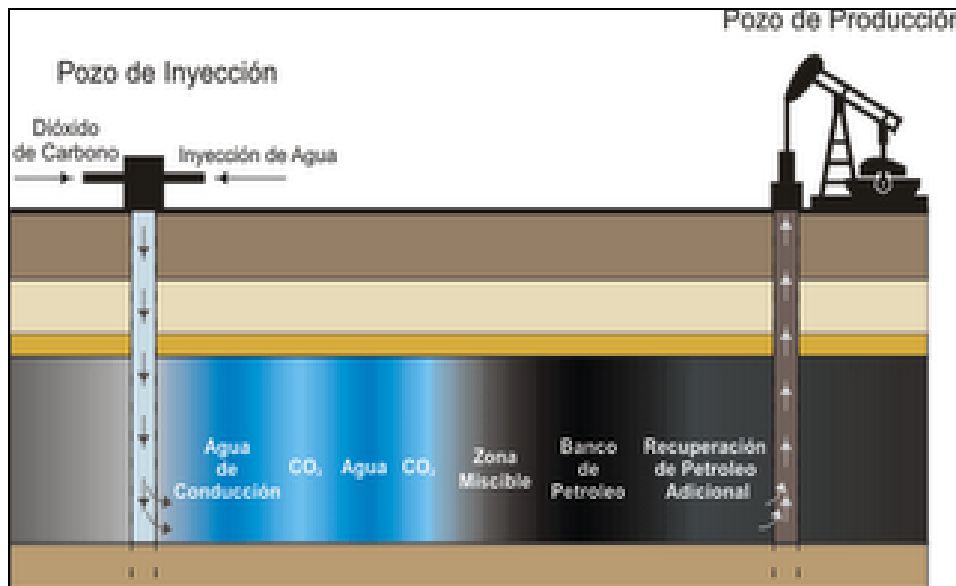 Pozo de Producción
Pozo de Inyección
Dióxido
de Carbono
Inyección de Agua
Agua
de
Conducción
CO₂
Agua
CO₂
Zona
Miscible
Banco
de
Petroleo
Recuperación
de Petroleo
Adicional